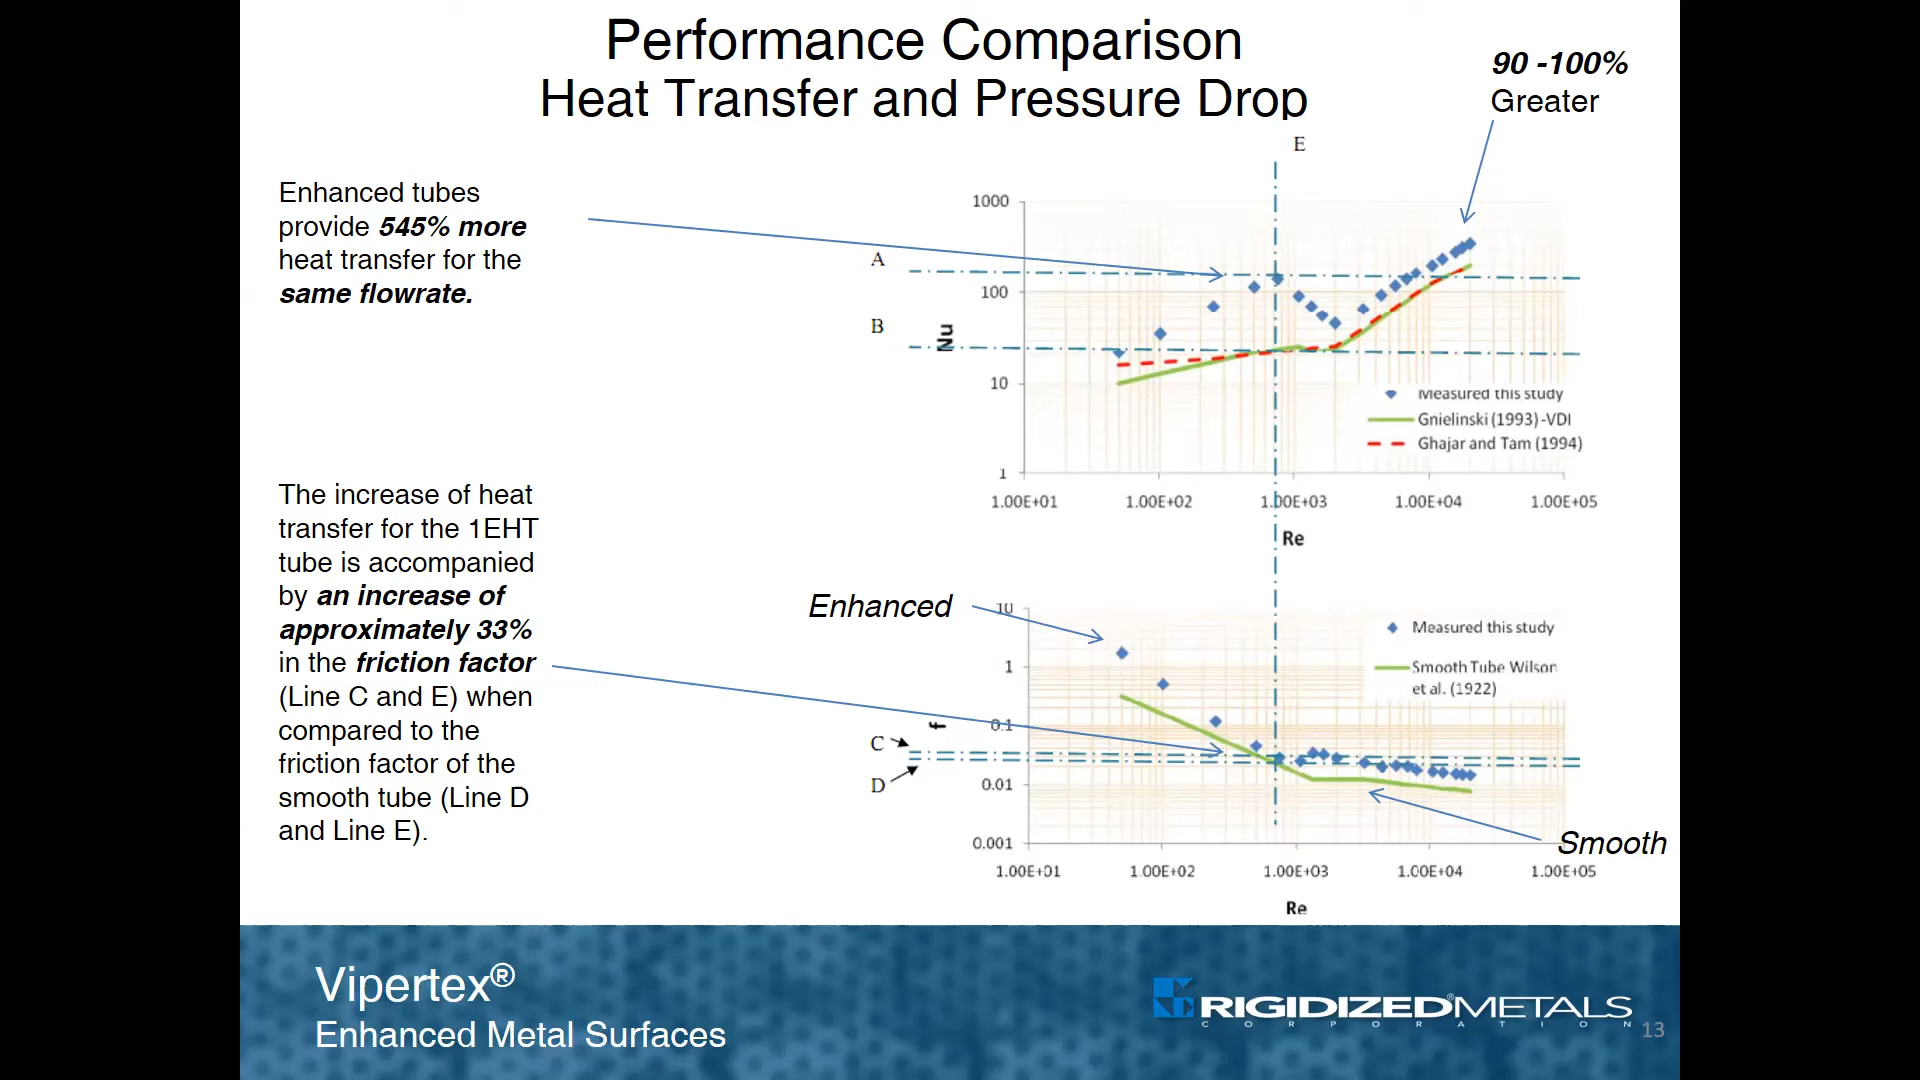 Performance Comparison
Heat Transfer and Pressure Drop
90 -100%
Greater
Enhanced tubes
provide 545% more
heat transfer for the
same flowrate.
E
A
B
Nu
1000
100
10
1
1.00E+01 1.00E+02 1.00E+03 1.00E+04 1.00E+05
Re
Measured this study
Gnielinski (1993) -VDI
Ghajar and Tam (1994)
The increase of heat
transfer for the 1EHT
tube is accompanied
by an increase of
approximately 33%
in the friction factor
(Line C and E) when
compared to the
friction factor of the
smooth tube (Line D
and Line E).
Enhanced
C
D
f
10
1
0.1
0.01
0.001
1.00E+01 1.00E+02 1.00E+03 1.00E+04 1.00E+05
Re
Measured this study
Smooth Tube Wilson
et al. (1922)
Smooth
Vipertex®
Enhanced Metal Surfaces
RIGIDIZED®METALS
CORPORATION
13